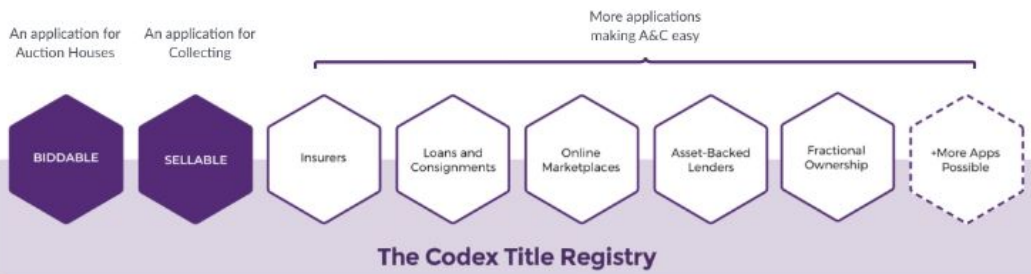 An application for
Auction Houses
An application for
Collecting
More applications
making A&C easy
BIDDABLE
SELLABLE
Insurers
Loans and
Consignments
Online
Marketplaces
Asset-Backed
Lenders
Fractional
Ownership
+More Apps
Possible
The Codex Title Registry